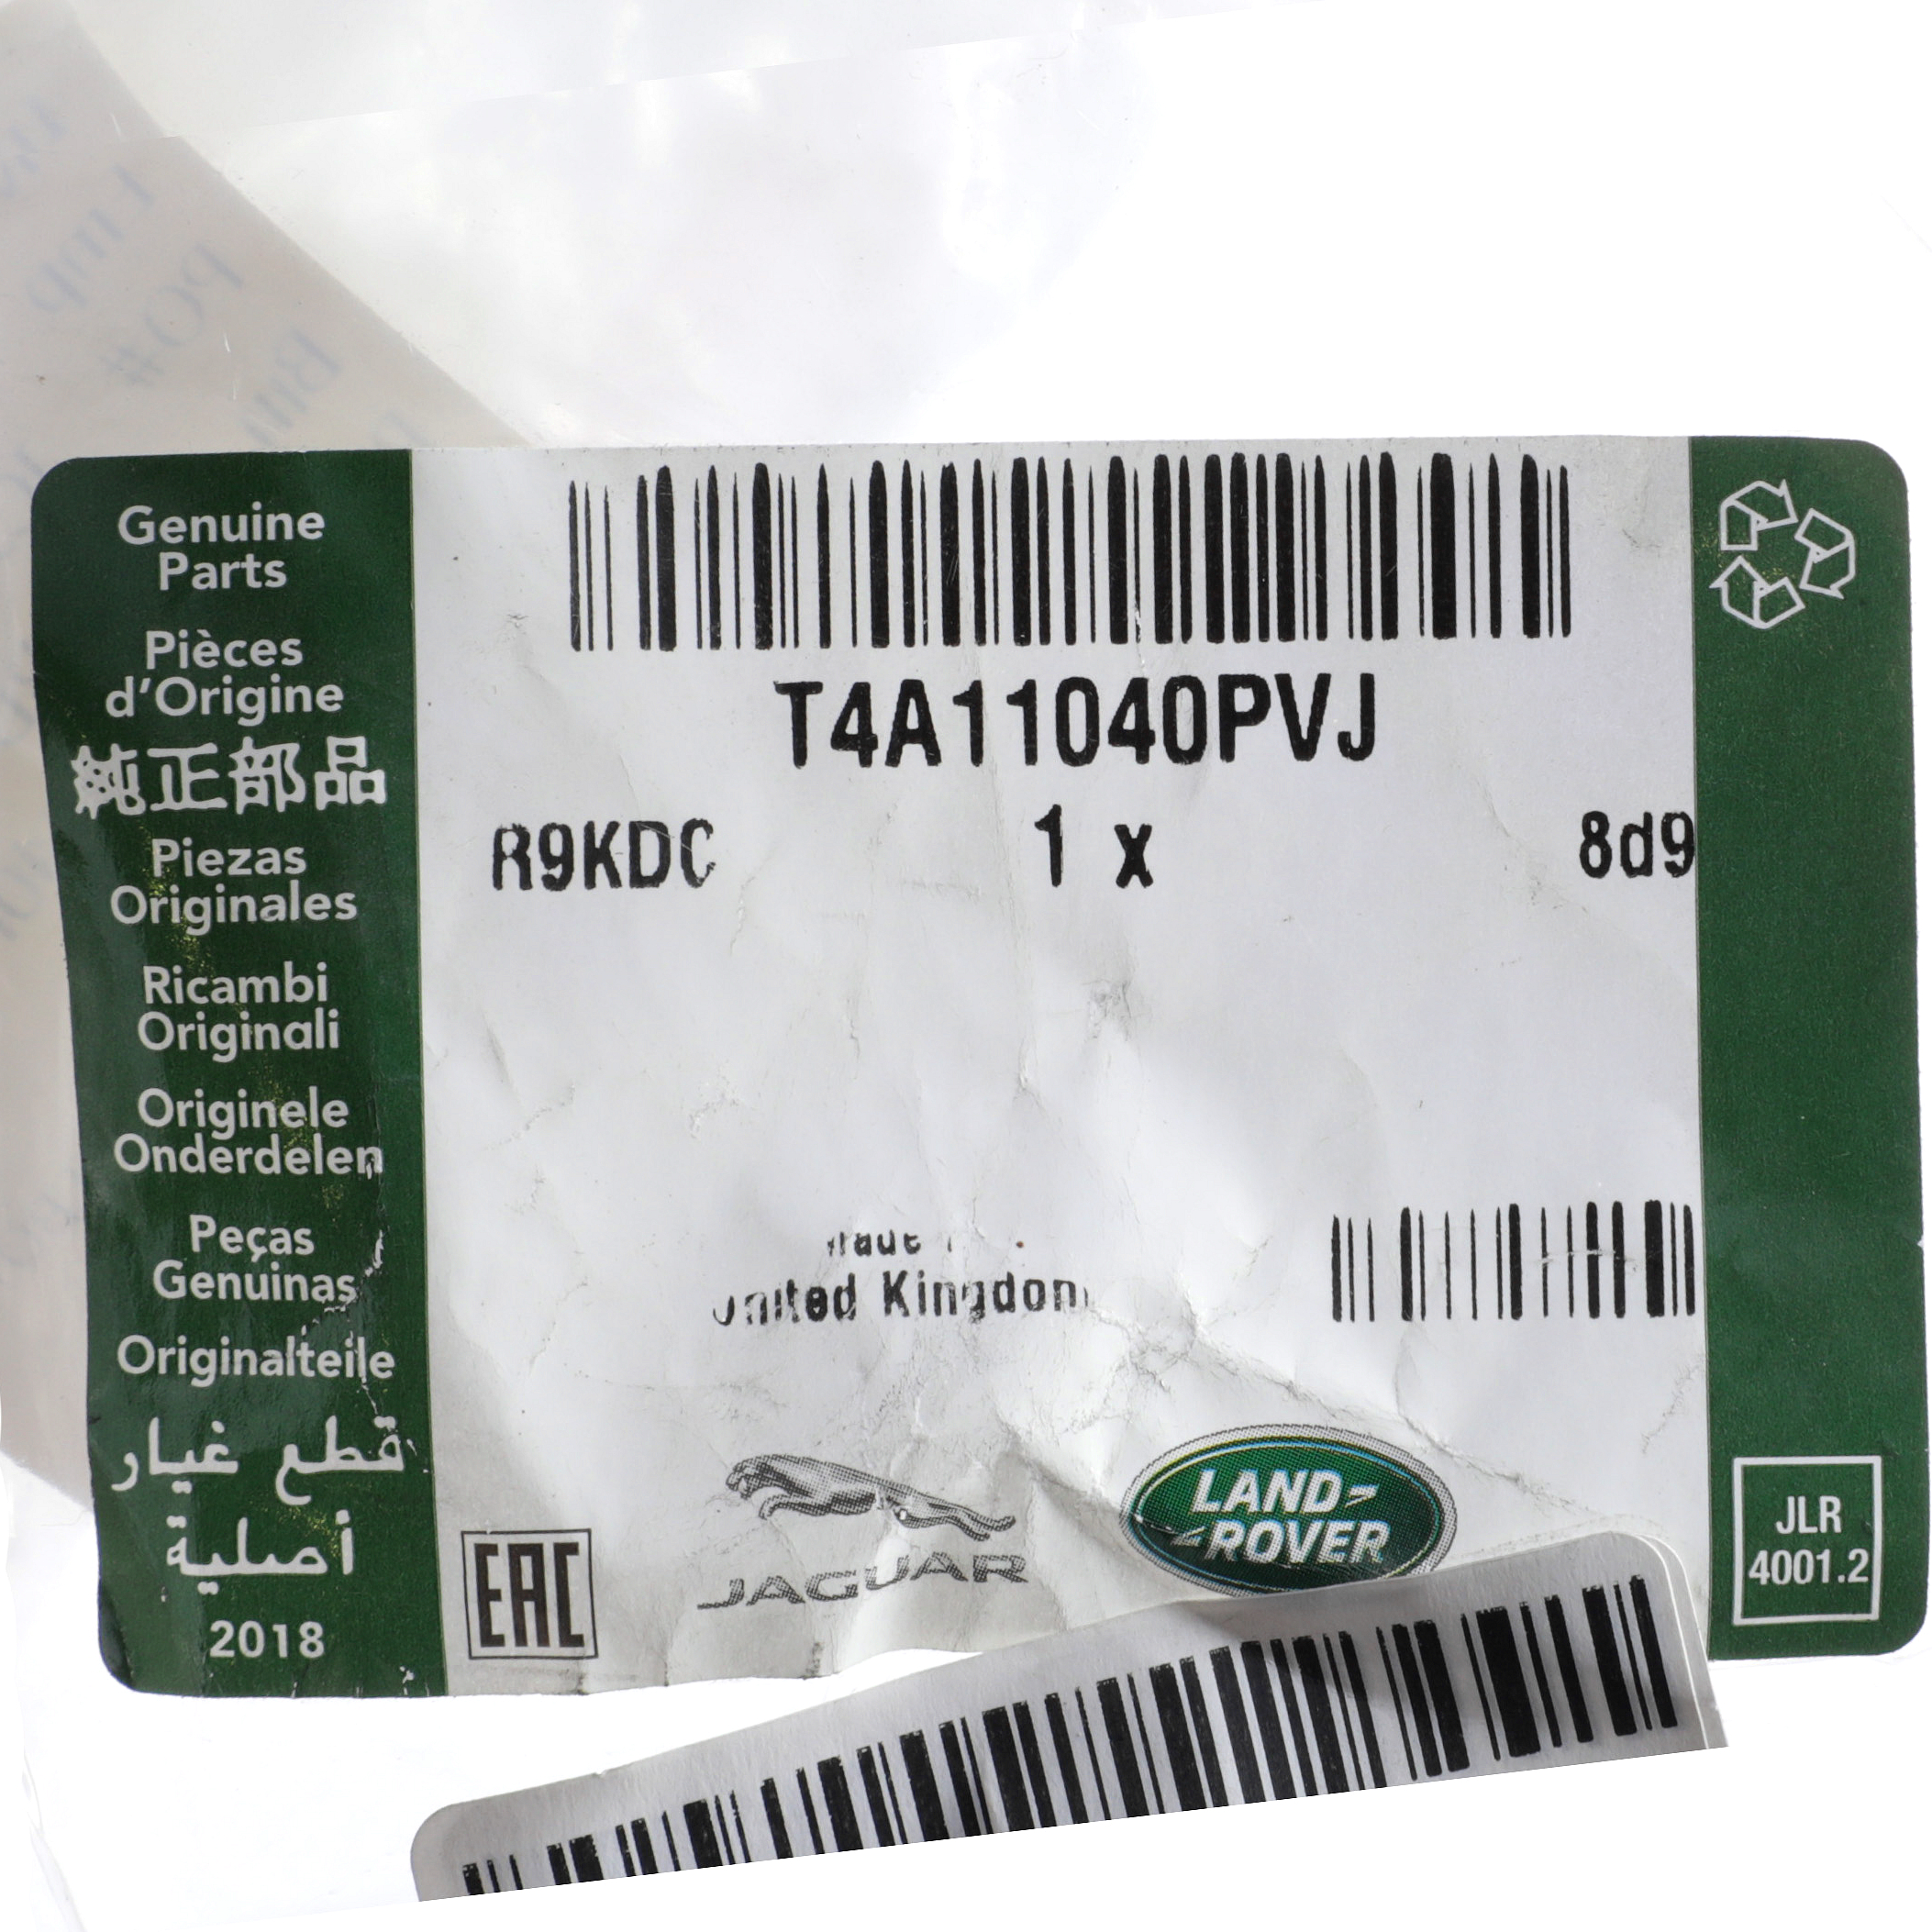 Genuine
Parts
Pièces
d'Origine
純正部品
Piezas
Originales
Ricambi
Originali
Originele
Onderdelen
Peças
Genuinas
Originalteile
قطع غيار
أصلية
2018
T4A11040PVJ
R9KDC 1 x 8d9
United Kingdom
EAC
JAGUAR
LAND-
-ROVER
JLR
4001.2